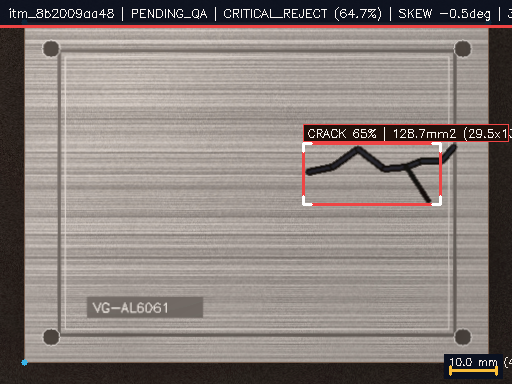 itm_8b2009aa48 | PENDING_QA | CRITICAL_REJECT (64.7%) | SKEW -0.5deg |
CRACK 65% | 128.7mm2 (29.5x1
VG-AL6061
10.0 mm (